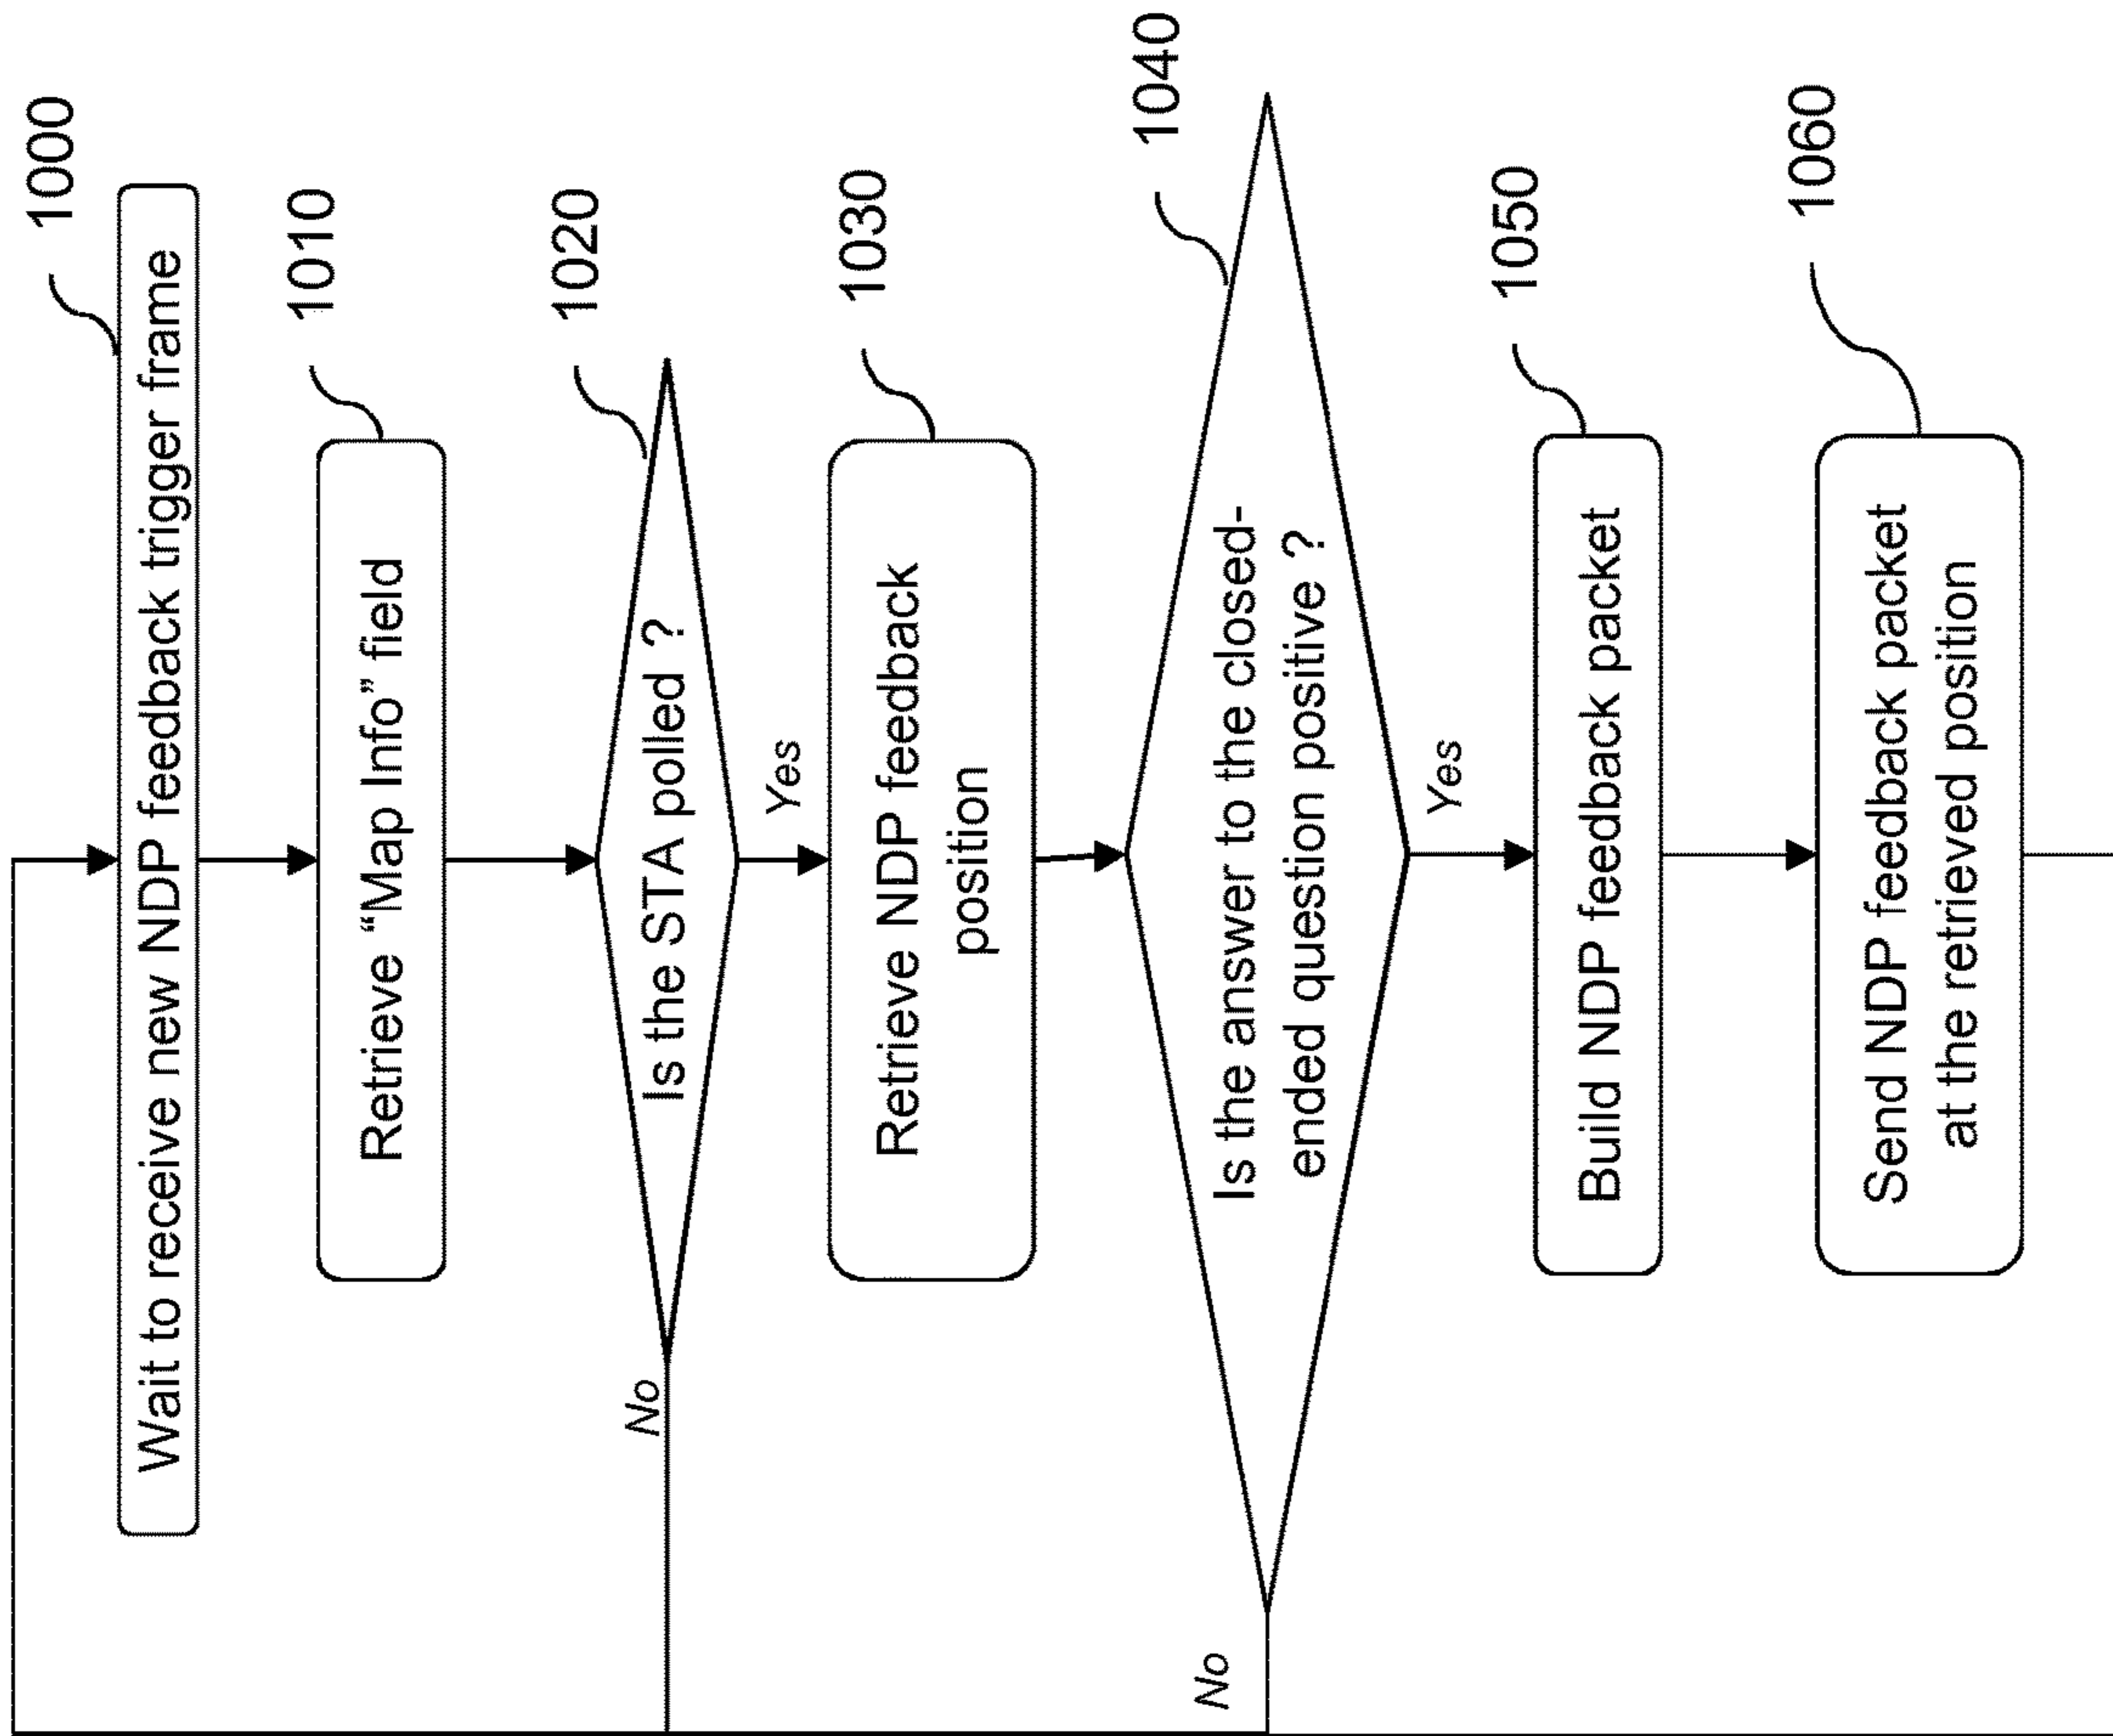 1000
Wait to receive new NDP feedback trigger frame
1010
Retrieve “Map Info” field
1020
Is the STA polled ?
No
Yes
1030
Retrieve NDP feedback
position
1040
Is the answer to the closed-
ended question positive ?
No
Yes
1050
Build NDP feedback packet
1060
Send NDP feedback packet
at the retrieved position